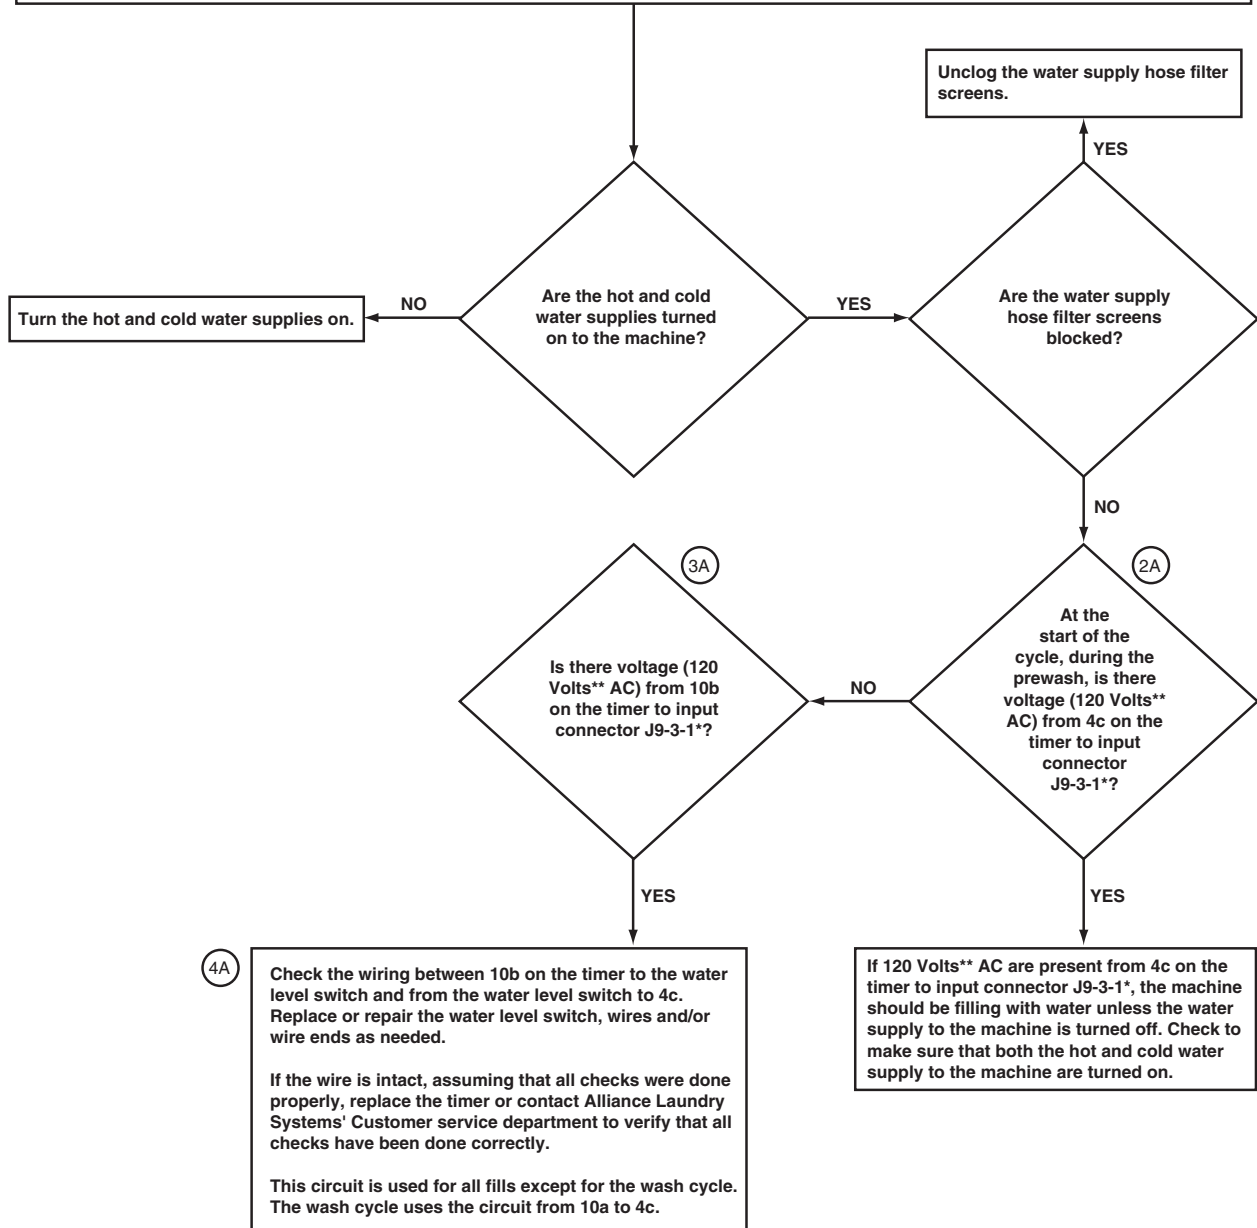 Unclog the water supply hose filter
screens.
YES
Turn the hot and cold water supplies on.
NO
Are the hot and cold
water supplies turned
on to the machine?
YES
Are the water supply
hose filter screens
blocked?
NO
3A
2A
Is there voltage (120
Volts** AC) from 10b
on the timer to input
connector J9-3-1*?
NO
At the
start of the
cycle, during the
prewash, is there
voltage (120 Volts**
AC) from 4c on the
timer to input
connector
J9-3-1*?
YES
YES
4A
Check the wiring between 10b on the timer to the water
level switch and from the water level switch to 4c.
Replace or repair the water level switch, wires and/or
wire ends as needed.
If the wire is intact, assuming that all checks were done
properly, replace the timer or contact Alliance Laundry
Systems' Customer service department to verify that all
checks have been done correctly.
This circuit is used for all fills except for the wash cycle.
The wash cycle uses the circuit from 10a to 4c.
If 120 Volts** AC are present from 4c on the
timer to input connector J9-3-1*, the machine
should be filling with water unless the water
supply to the machine is turned off. Check to
make sure that both the hot and cold water
supply to the machine are turned on.